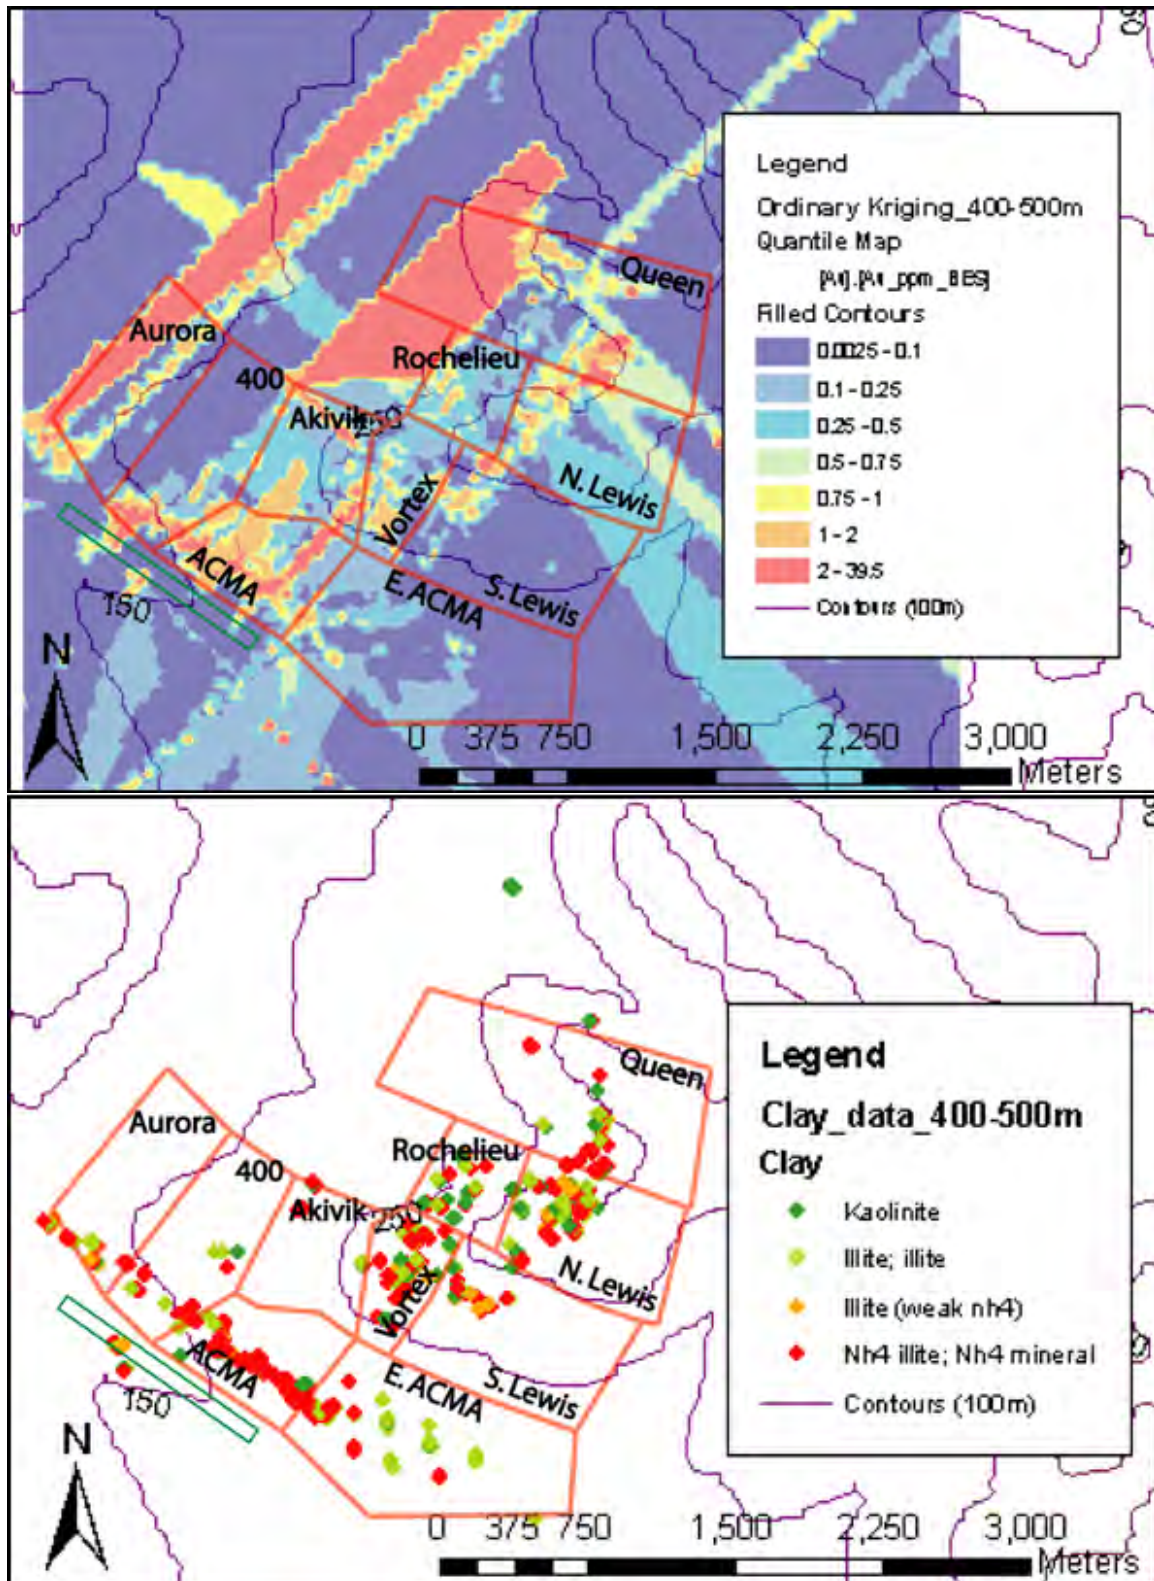 Legend
Ordinary Kriging_400-500m
Quantile Map
Filled Contours
0.0025 - 0.1
0.1 - 0.25
0.25 - 0.5
0.5 - 0.75
0.75 - 1
1 - 2
2 - 39.5
Contours (100m)
Queen
Aurora
Rochelieu
400
Akivik
250
N. Lewis
Vortex
ACMA
E. ACMA
S. Lewis
150
N
0 375 750 1,500 2,250 3,000
Meters
Legend
Clay_data_400-500m
Clay
Kaolinite
Illite; illite
Illite (weak nh4)
Nh4 illite; Nh4 mineral
Contours (100m)
Queen
Aurora
Rochelieu
400
Akivik
250
N. Lewis
Vortex
ACMA
E. ACMA
S. Lewis
150
N
0 375 750 1,500 2,250 3,000
Meters